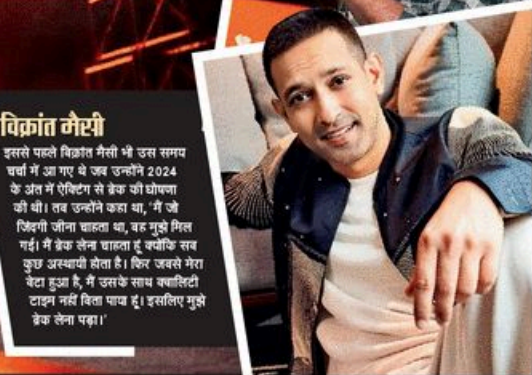 विक्रांत मैसी
इससे पहले विक्रांत मैसी भी उस समय
चर्चा में आ गए थे जब उन्होंने 2024
के अंत में ऐक्टिंग से ब्रेक की घोषणा
की थी। तब उन्होंने कहा था, 'मैं जो
जिंदगी जीना चाहता था, वह मुझे मिल
गई। मैं ब्रेक लेना चाहता हूं क्योंकि सब
कुछ अस्थायी होता है। फिर जबसे मेरा
बेटा हुआ है, मैं उसके साथ क्वालिटी
टाइम नहीं बिता पाया हूं। इसलिए मुझे
ब्रेक लेना पड़ा।'